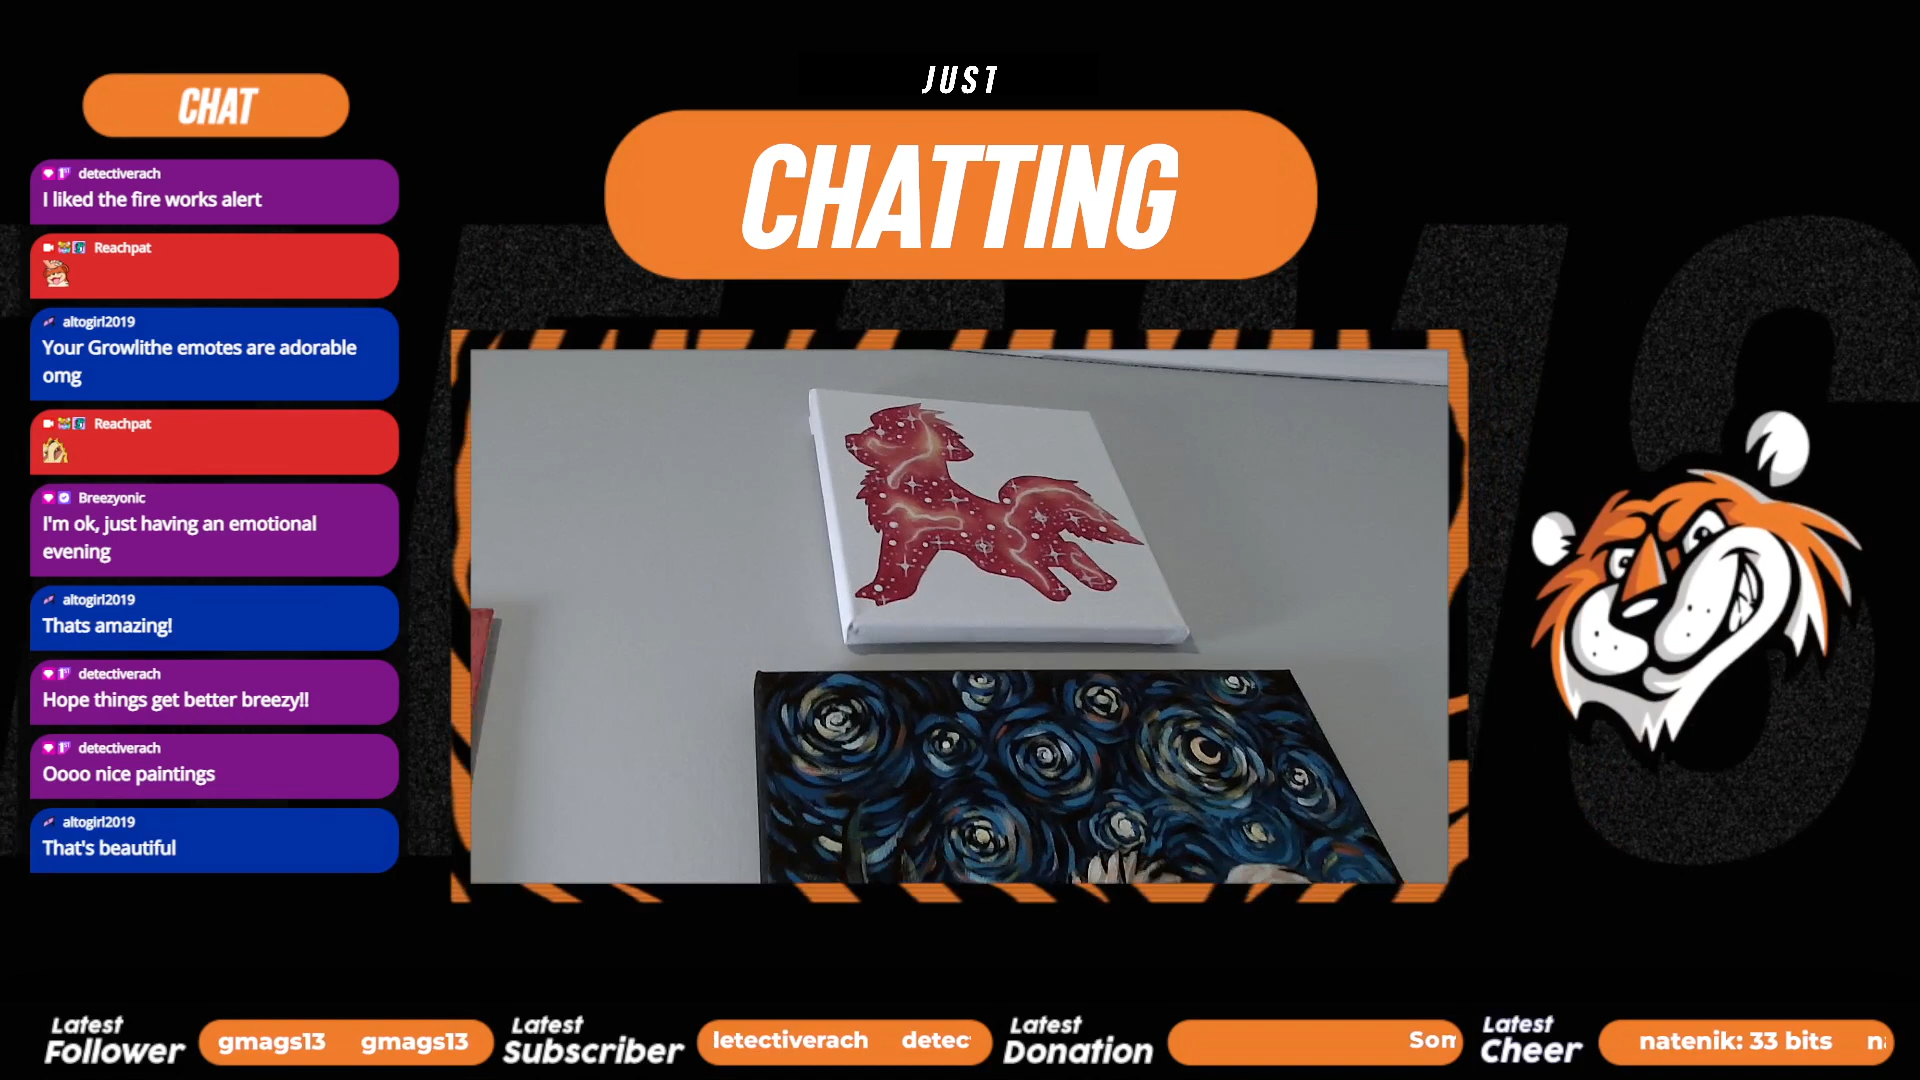 JUST
CHATTING
CHAT
detectiverach
I liked the fire works alert
Reachpat
altogirl2019
Your Growlithe emotes are adorable
omg
Reachpat
Breezyonic
I'm ok, just having an emotional
evening
altogirl2019
Thats amazing!
detectiverach
Hope things get better breezy!!
detectiverach
Oooo nice paintings
altogirl2019
That's beautiful
Latest
Follower
gmags13 gmags13
Latest
Subscriber
letectiverach detec
Latest
Donation
Som
Latest
Cheer
natenik: 33 bits